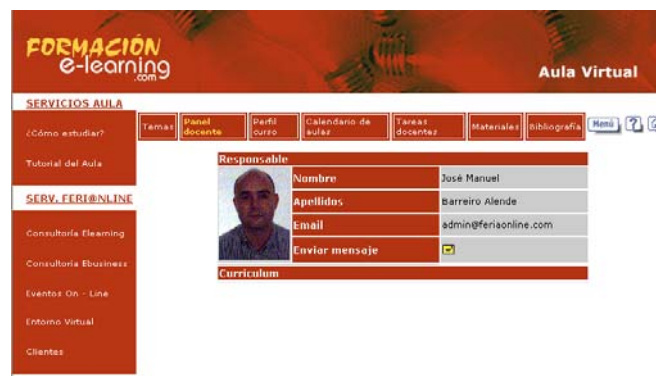 FORMACIÓN
e-learning
.com
Aula Virtual
SERVICIOS AULA
¿Cómo estudiar?
Tutorial del Aula
SERV. FERI@NLINE
Consultoría Elearning
Consultoría Ebusiness
Eventos On - Line
Entorno Virtual
Clientes
Temas
Panel
docente
Perfil
curso
Calendario de
aulas
Tareas
docentes
Materiales
Bibliografía
Menú
?
Responsable
Nombre José Manuel
Apellidos Barreiro Alende
Email admin@feriaonline.com
Enviar mensaje
Curriculum